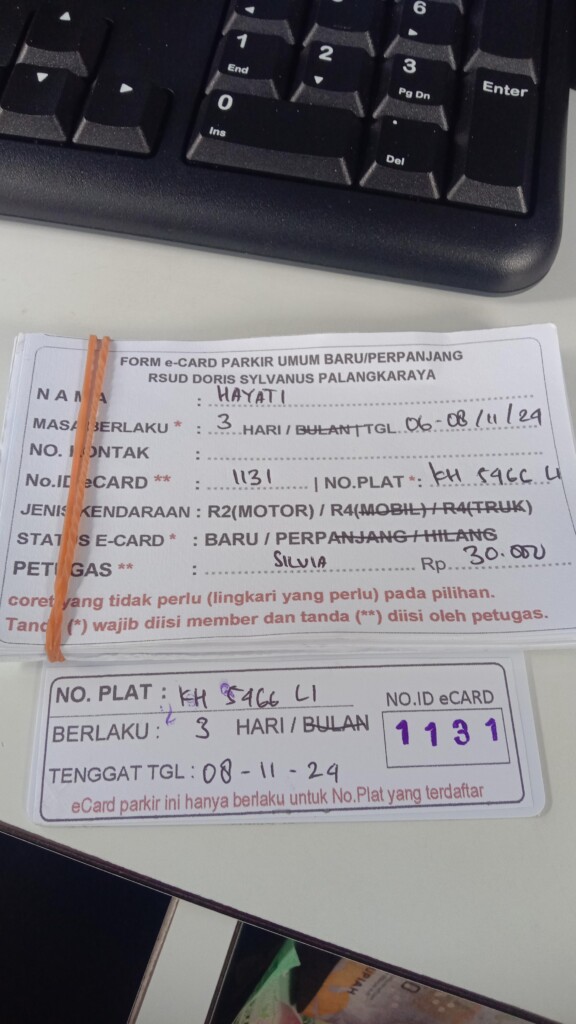 6
1
End
2
3
Pg Dn
Enter
0
Ins
.
Del
FORM e-CARD PARKIR UMUM BARU/PERPANJANG
RSUD DORIS SYLVANUS PALANGKARAYA
NAMA : HAYATI
MASA BERLAKU * : 3 HARI / BULAN | TGL. 06-08/11/24
NO. KONTAK :
No.ID eCARD ** : 1131 | NO.PLAT *: KH 5466 LI
JENIS KENDARAAN : R2(MOTOR) / R4(MOBIL) / R4(TRUK)
STATUS E-CARD * : BARU / PERPANJANG / HILANG
PETUGAS ** : SILVIA Rp. 30.000
coret yang tidak perlu (lingkari yang perlu) pada pilihan.
Tanda (*) wajib diisi member dan tanda (**) diisi oleh petugas.
NO. PLAT : KH 5466 LI
NO.ID eCARD
1131
BERLAKU : 3 HARI / BULAN
TENGGAT TGL : 08-11-24
eCard parkir ini hanya berlaku untuk No.Plat yang terdaftar
RUPIAH